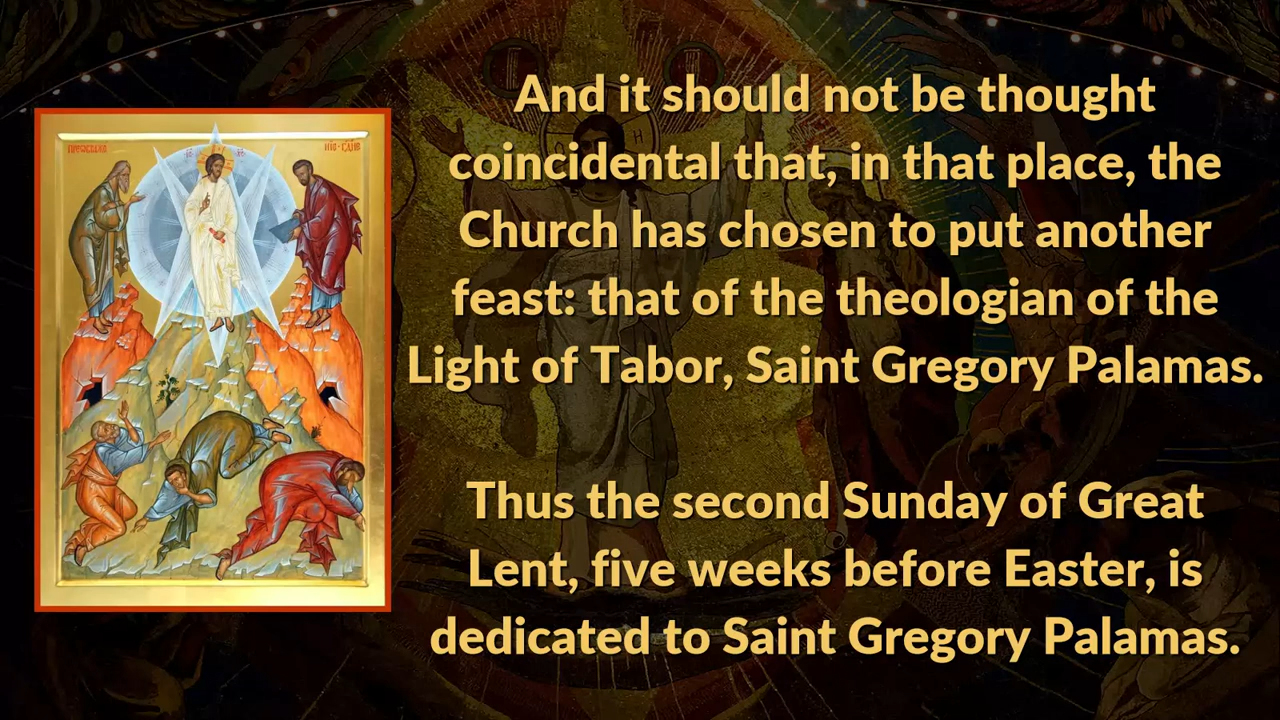 And it should not be thought
coincidental that, in that place, the
Church has chosen to put another
feast: that of the theologian of the
Light of Tabor, Saint Gregory Palamas.
Thus the second Sunday of Great
Lent, five weeks before Easter, is
dedicated to Saint Gregory Palamas.